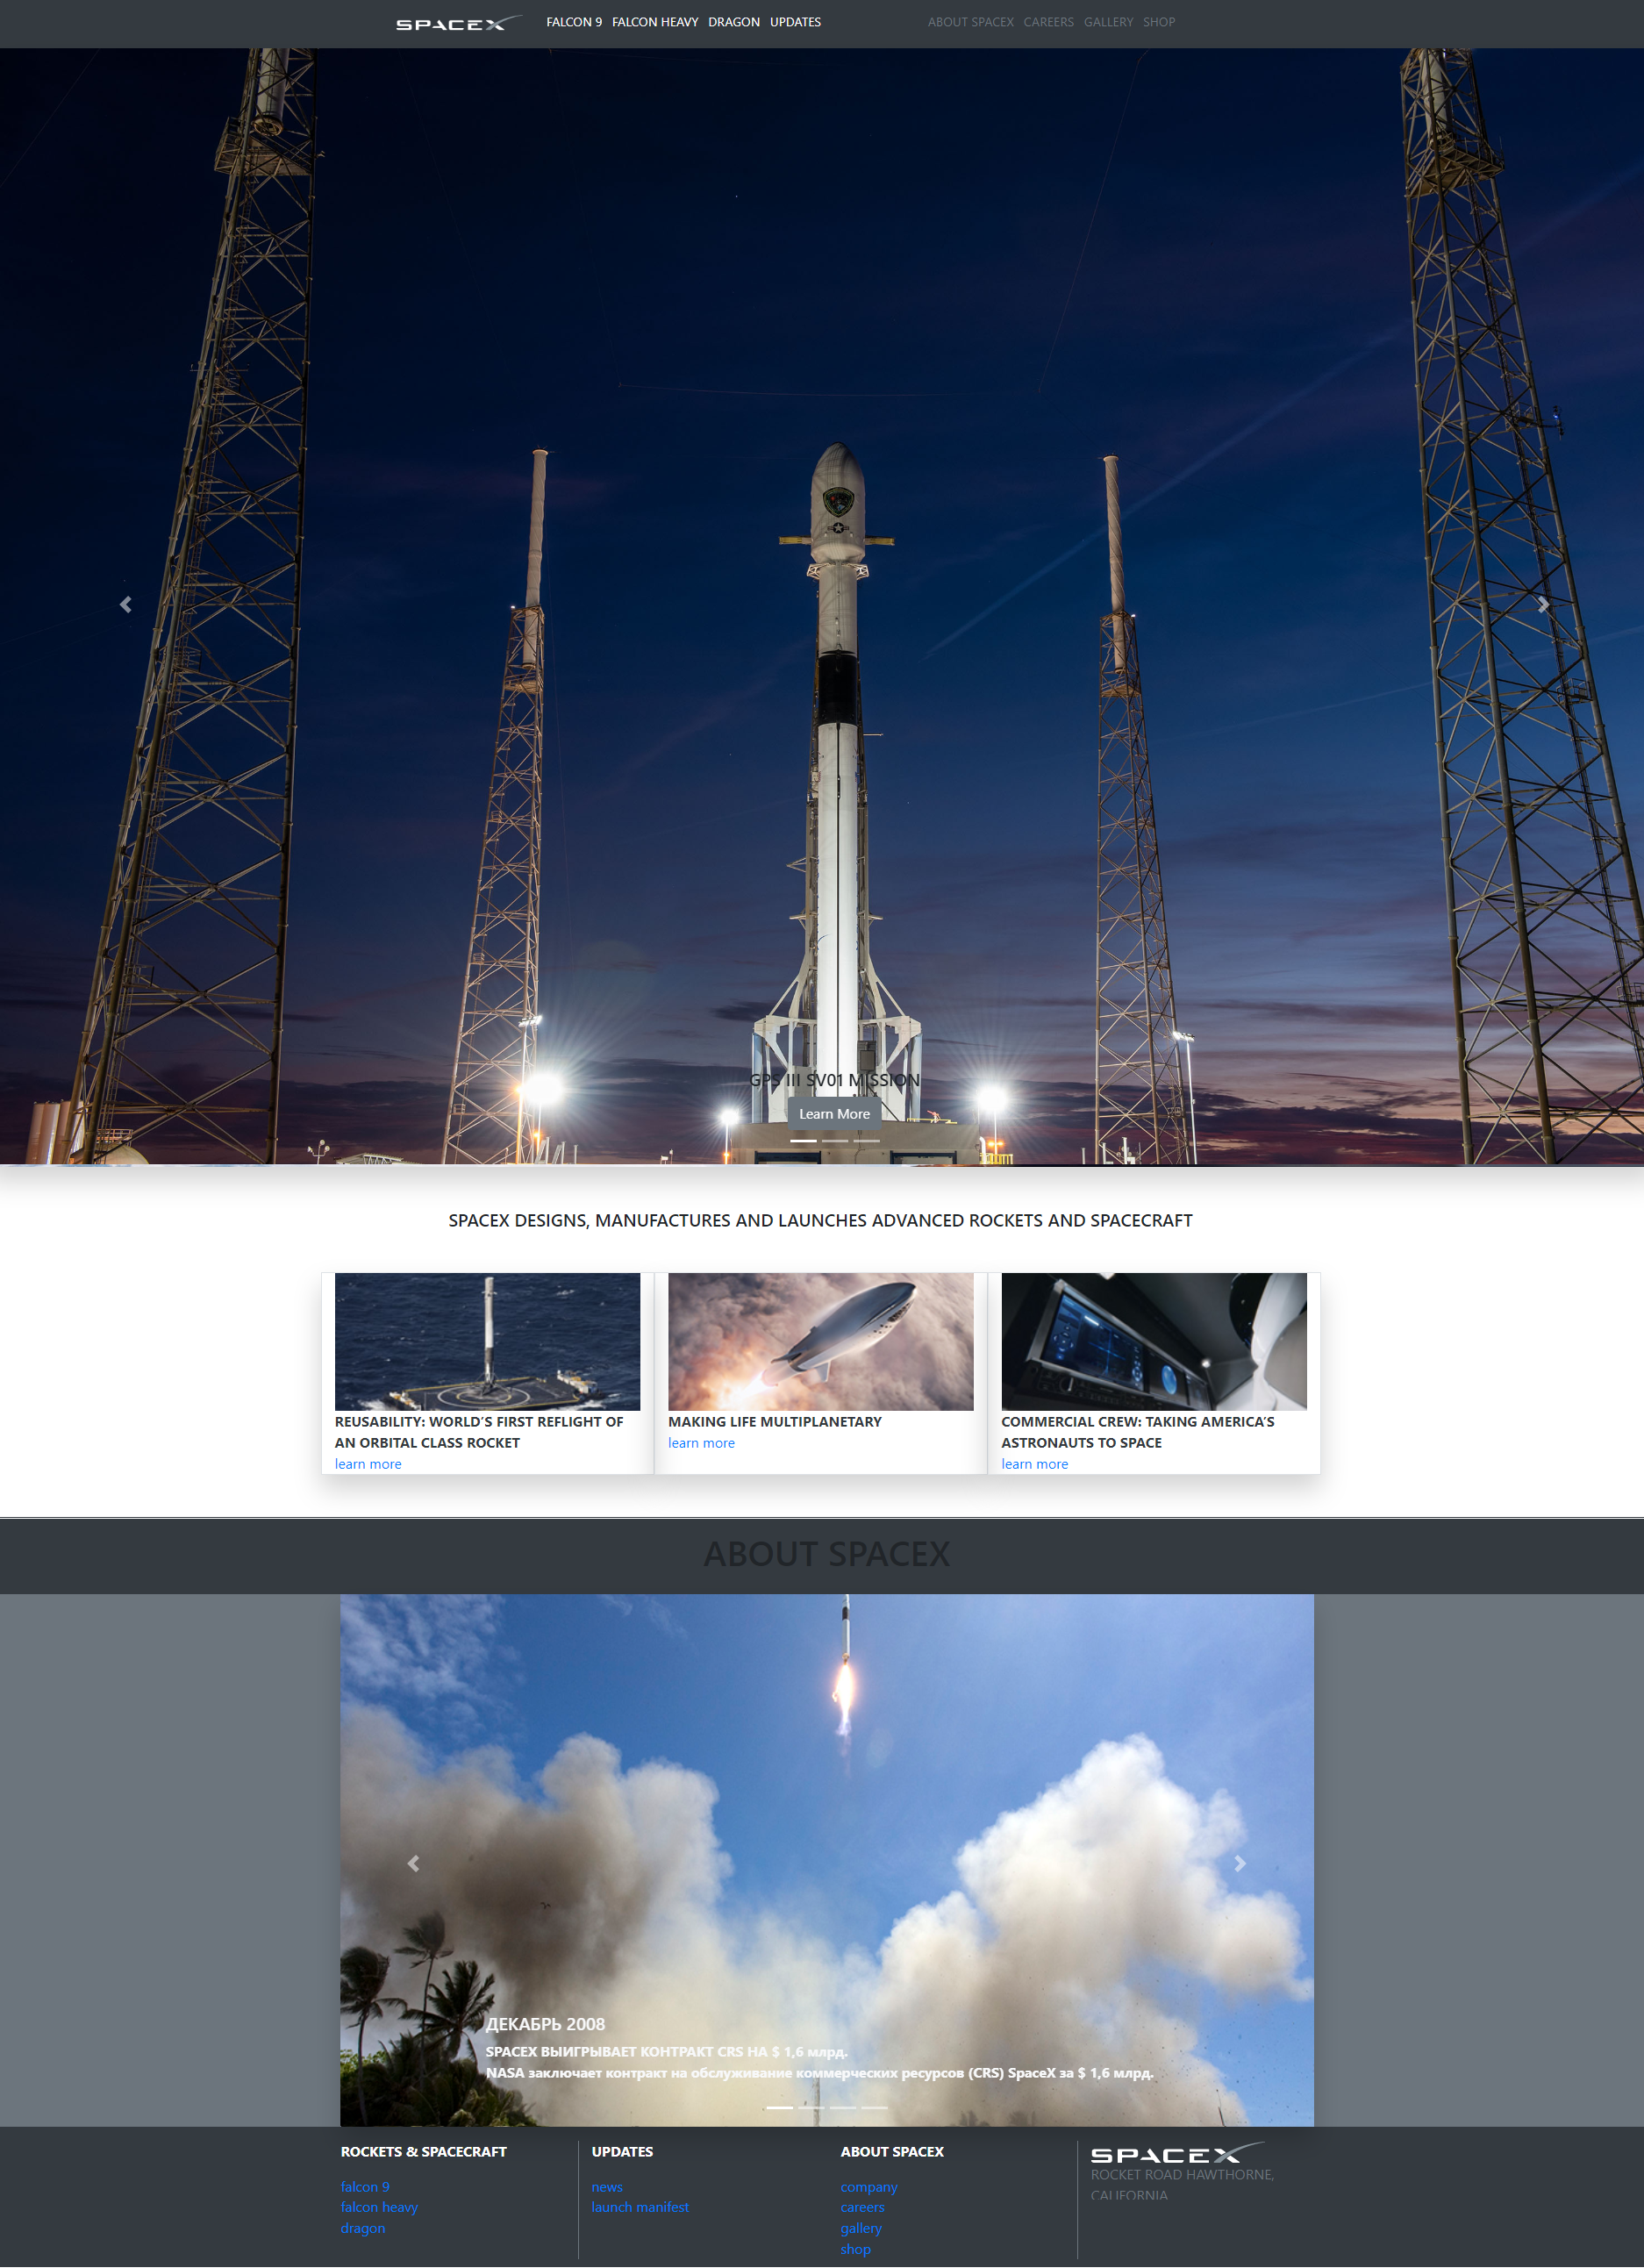 SPACEX
FALCON 9 FALCON HEAVY DRAGON UPDATES
ABOUT SPACEX CAREERS GALLERY SHOP
GPS III SV01 MISSION
Learn More
SPACEX DESIGNS, MANUFACTURES AND LAUNCHES ADVANCED ROCKETS AND SPACECRAFT
REUSABILITY: WORLD’S FIRST REFLIGHT OF
AN ORBITAL CLASS ROCKET
learn more
MAKING LIFE MULTIPLANETARY
learn more
COMMERCIAL CREW: TAKING AMERICA’S
ASTRONAUTS TO SPACE
learn more
ABOUT SPACEX
ДЕКАБРЬ 2008
SPACEX ВЫИГРЫВАЕТ КОНТРАКТ CRS НА $ 1,6 млрд.
NASA заключает контракт на обслуживание коммерческих ресурсов (CRS) SpaceX за $ 1,6 млрд.
ROCKETS & SPACECRAFT
falcon 9
falcon heavy
dragon
UPDATES
news
launch manifest
ABOUT SPACEX
company
careers
gallery
shop
SPACEX
ROCKET ROAD HAWTHORNE,
CALIFORNIA